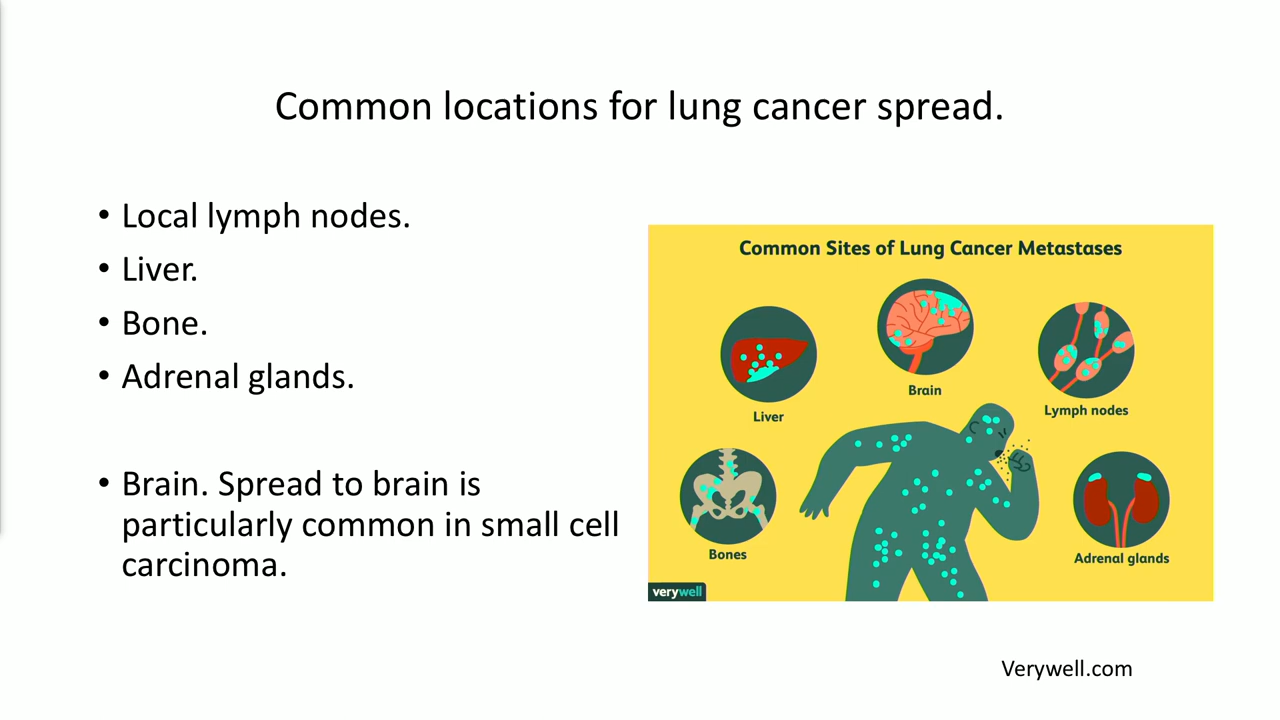 Common locations for lung cancer spread.
• Local lymph nodes.
• Liver.
• Bone.
• Adrenal glands.
• Brain. Spread to brain is
particularly common in small cell
carcinoma.
Common Sites of Lung Cancer Metastases
Liver
Brain
Lymph nodes
Bones
Adrenal glands
verywell
Verywell.com